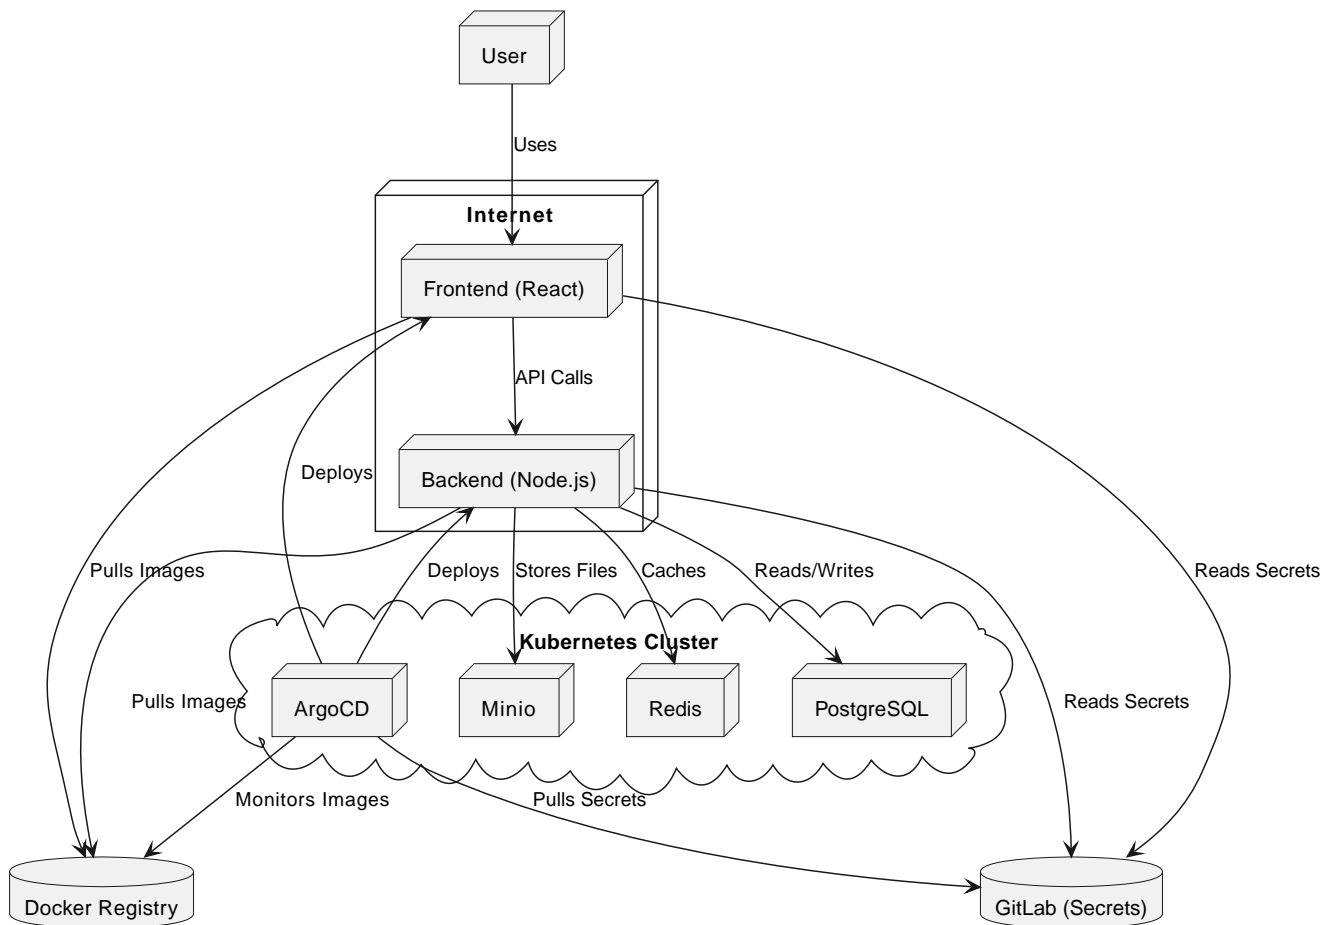 User
Uses
Internet
Frontend (React)
API Calls
Deploys
Backend (Node.js)
Pulls Images
Deploys
Stores Files
Caches
Reads/Writes
Reads Secrets
Kubernetes Cluster
Pulls Images
ArgoCD
Minio
Redis
PostgreSQL
Reads Secrets
Monitors Images
Pulls Secrets
Docker Registry
GitLab (Secrets)